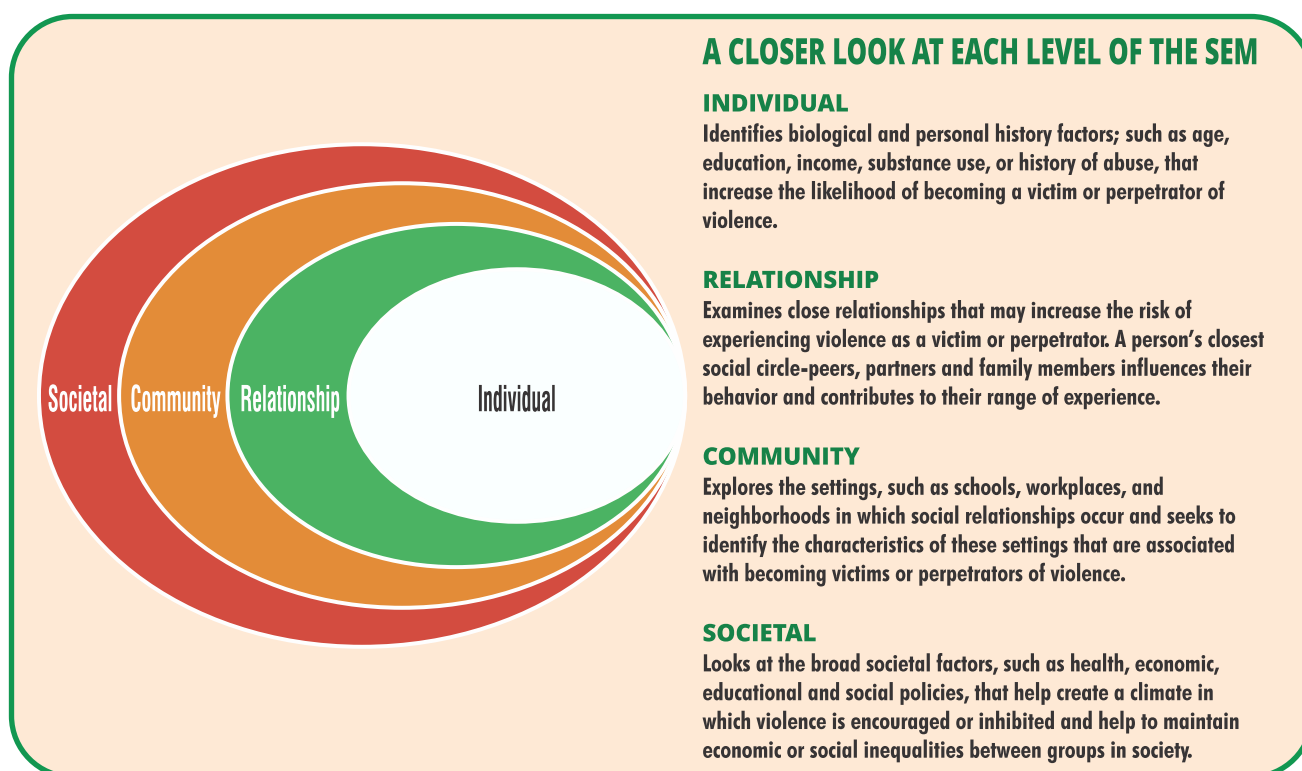 A CLOSER LOOK AT EACH LEVEL OF THE SEM
INDIVIDUAL
Identifies biological and personal history factors; such as age,
education, income, substance use, or history of abuse, that
increase the likelihood of becoming a victim or perpetrator of
violence.
RELATIONSHIP
Examines close relationships that may increase the risk of
experiencing violence as a victim or perpetrator. A person’s closest
social circle-peers, partners and family members influences their
behavior and contributes to their range of experience.
COMMUNITY
Explores the settings, such as schools, workplaces, and
neighborhoods in which social relationships occur and seeks to
identify the characteristics of these settings that are associated
with becoming victims or perpetrators of violence.
SOCIETAL
Looks at the broad societal factors, such as health, economic,
educational and social policies, that help create a climate in
which violence is encouraged or inhibited and help to maintain
economic or social inequalities between groups in society.
Societal Community Relationship Individual